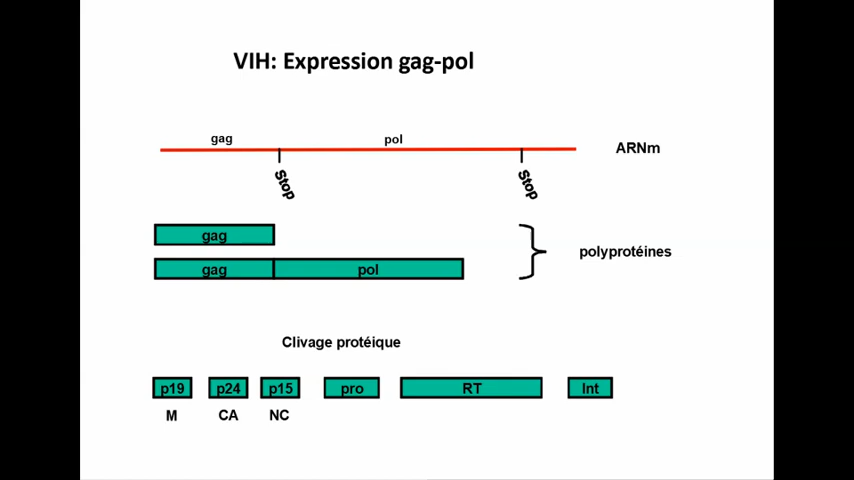 VIH: Expression gag-pol
gag
pol
ARNm
Stop
Stop
gag
gag
pol
polyprotéines
Clivage protéique
p19
p24
p15
pro
RT
Int
M
CA
NC